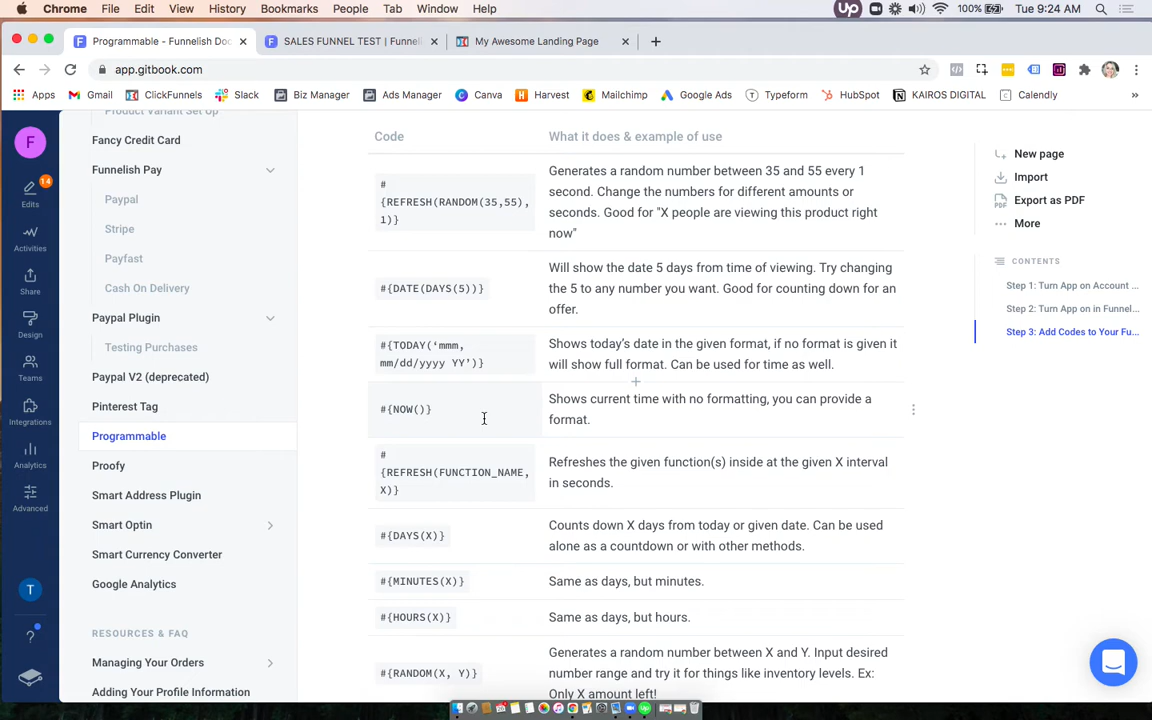 Chrome File Edit View History Bookmarks People Tab Window Help Up 100% Tue 9:24 AM
Programmable - Funnelish Doc SALES FUNNEL TEST | Funneli My Awesome Landing Page
app.gitbook.com
Apps Gmail ClickFunnels Slack Biz Manager Ads Manager Canva Harvest Mailchimp Google Ads Typeform HubSpot KAIROS DIGITAL Calendly »
F
14
Edits
Activities
Share
Design
Teams
Integrations
Analytics
Advanced
T
?
Product Variant Set Up
Fancy Credit Card
Funnelish Pay
Paypal
Stripe
Payfast
Cash On Delivery
Paypal Plugin
Testing Purchases
Paypal V2 (deprecated)
Pinterest Tag
Programmable
Proofy
Smart Address Plugin
Smart Optin
Smart Currency Converter
Google Analytics
RESOURCES & FAQ
Managing Your Orders
Adding Your Profile Information
Code What it does & example of use
#
{REFRESH(RANDOM(35,55),
1)}
Generates a random number between 35 and 55 every 1
second. Change the numbers for different amounts or
seconds. Good for "X people are viewing this product right
now"
#{DATE(DAYS(5))}
Will show the date 5 days from time of viewing. Try changing
the 5 to any number you want. Good for counting down for an
offer.
#{TODAY(‘mmm,
mm/dd/yyyy YY’)}
Shows today’s date in the given format, if no format is given it
will show full format. Can be used for time as well.
#{NOW()}
Shows current time with no formatting, you can provide a
format.
#
{REFRESH(FUNCTION_NAME,
X)}
Refreshes the given function(s) inside at the given X interval
in seconds.
#{DAYS(X)}
Counts down X days from today or given date. Can be used
alone as a countdown or with other methods.
#{MINUTES(X)} Same as days, but minutes.
#{HOURS(X)} Same as days, but hours.
#{RANDOM(X, Y)}
Generates a random number between X and Y. Input desired
number range and try it for things like inventory levels. Ex:
Only X amount left!
New page
Import
PDF Export as PDF
More
CONTENTS
Step 1: Turn App on Account ...
Step 2: Turn App on in Funnel...
Step 3: Add Codes to Your Fu...